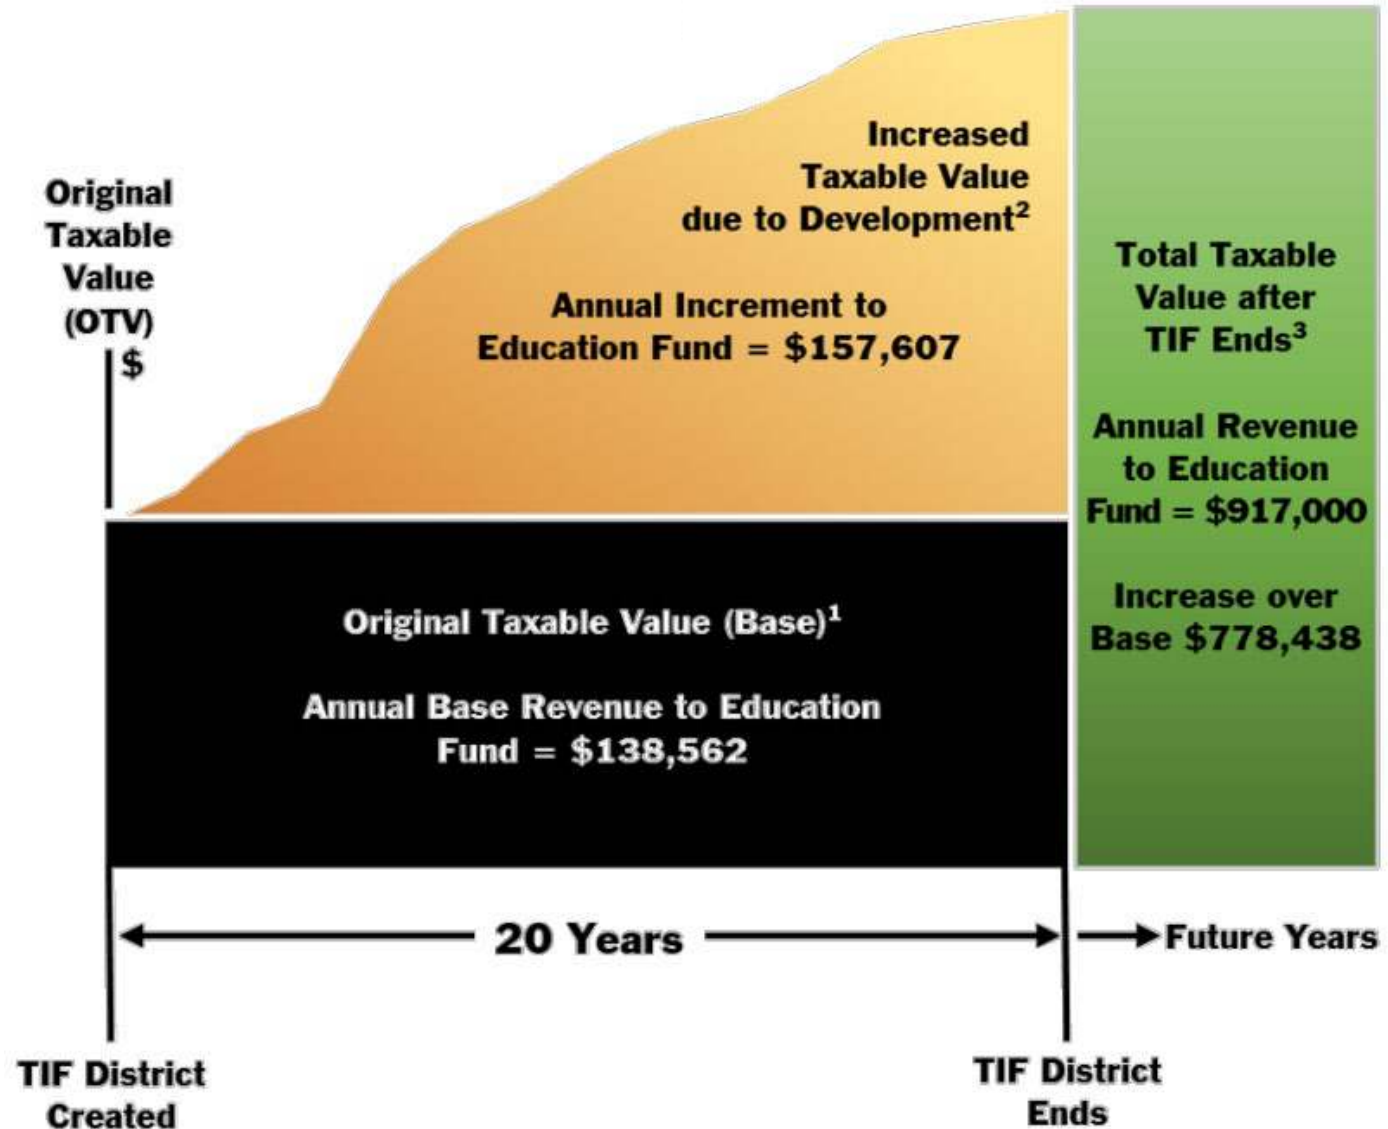 Original
Taxable
Value
(OTV)
$
Increased
Taxable Value
due to Development²
Annual Increment to
Education Fund = $157,607
Total Taxable
Value after
TIF Ends³
Annual Revenue
to Education
Fund = $917,000
Increase over
Base $778,438
Original Taxable Value (Base)¹
Annual Base Revenue to Education
Fund = $138,562
20 Years
Future Years
TIF District
Created
TIF District
Ends